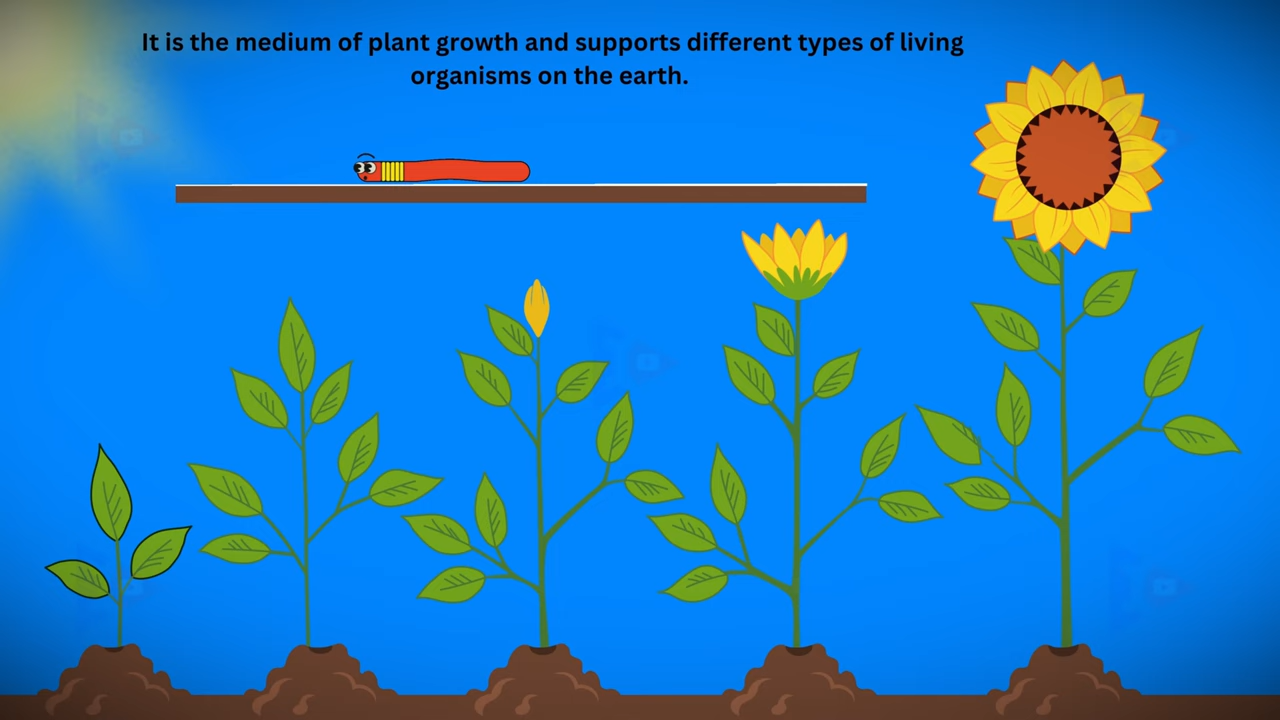 It is the medium of plant growth and supports different types of living
organisms on the earth.